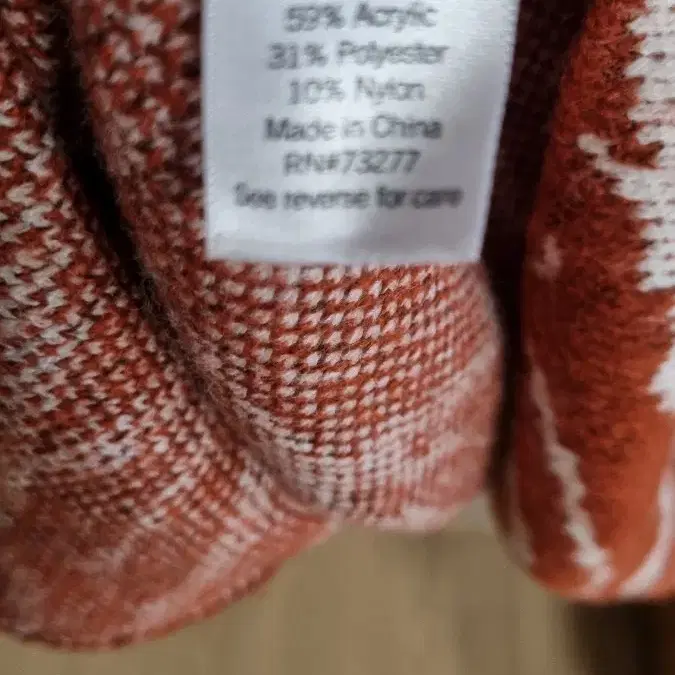 59% Acrylic
31% Polyester
10% Nylon
Made in China
RN#73277
See reverse for care